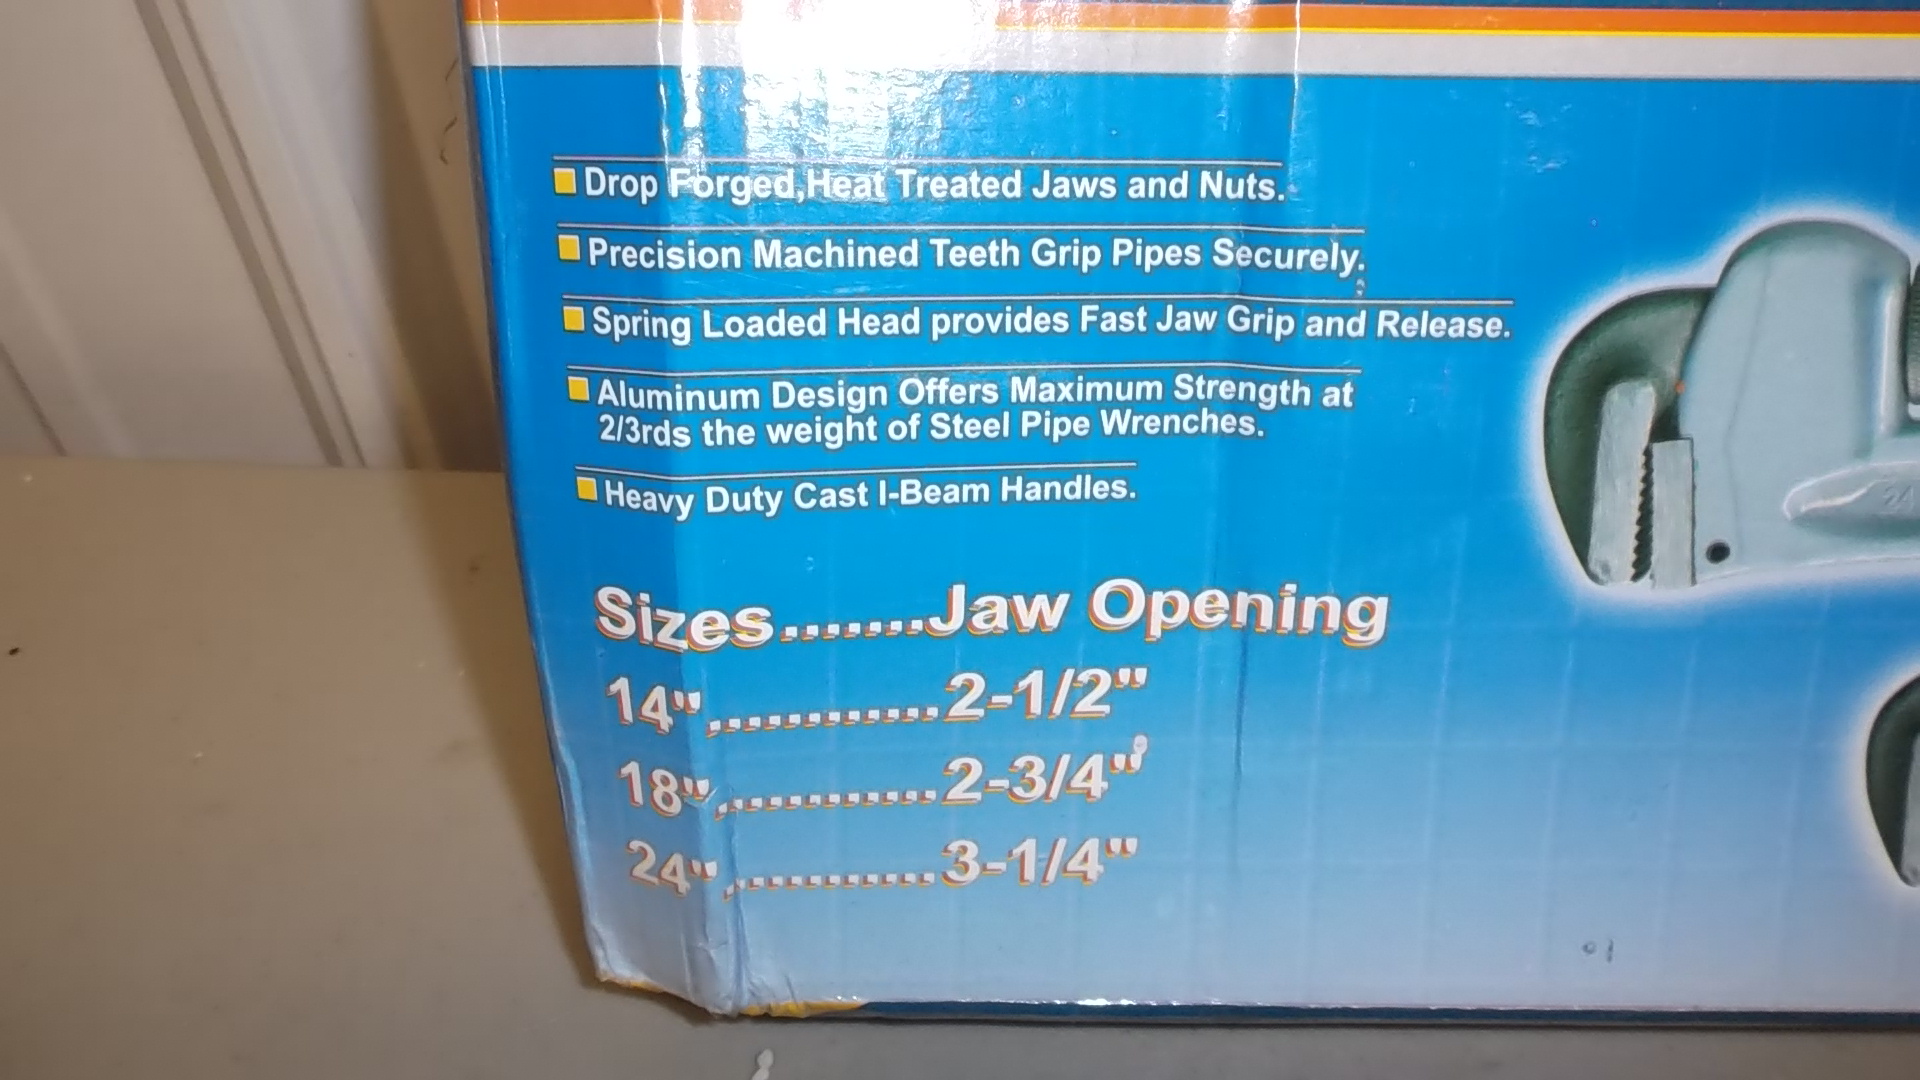 Drop Forged,Heat Treated Jaws and Nuts.
Precision Machined Teeth Grip Pipes Securely.
Spring Loaded Head provides Fast Jaw Grip and Release.
Aluminum Design Offers Maximum Strength at
2/3rds the weight of Steel Pipe Wrenches.
Heavy Duty Cast I-Beam Handles.
Sizes.......Jaw Opening
14".............2-1/2"
18".............2-3/4"
24".............3-1/4"
24